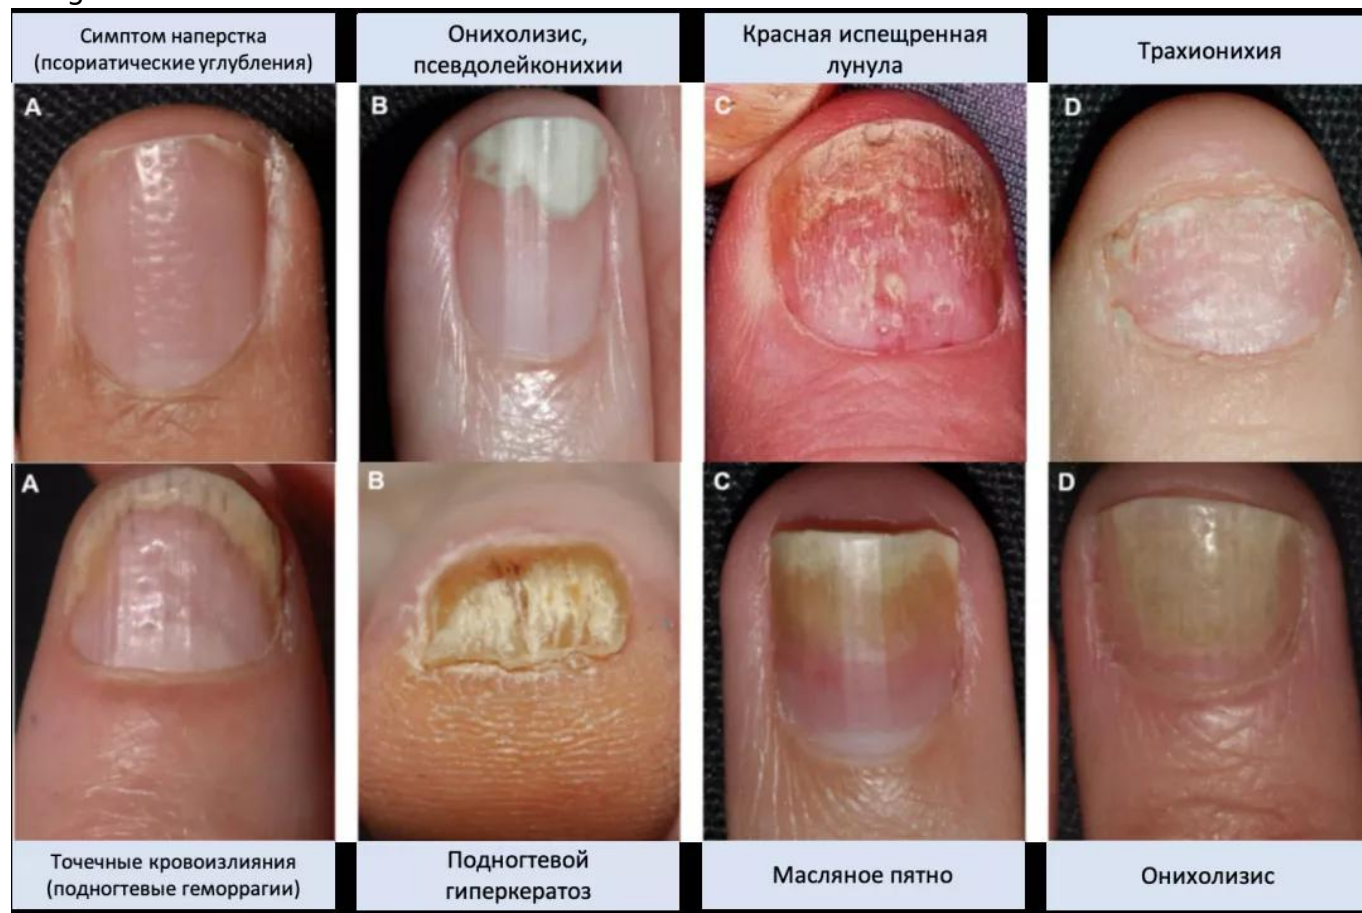 Симптом наперстка
(псориатические углубления)
Онихолизис,
псевдолейконихии
Красная испещренная
лунула
Трахионихия
A
B
C
D
A
B
C
D
Точечные кровоизлияния
(подногтевые геморрагии)
Подногтевой
гиперкератоз
Масляное пятно
Онихолизис